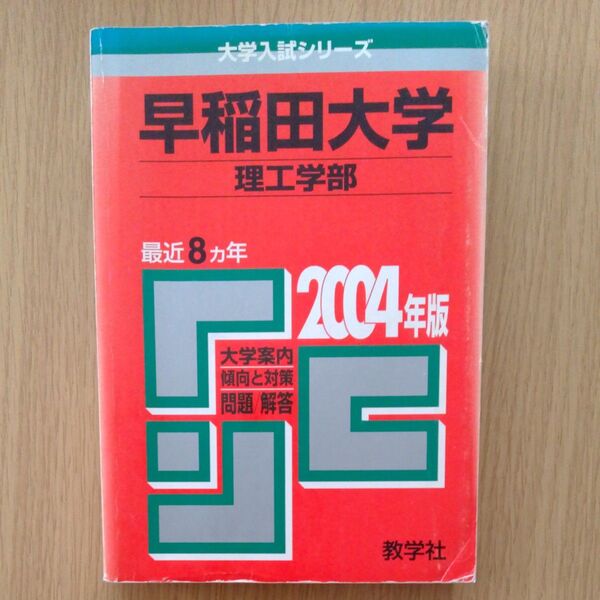 大学入試シリーズ
早稲田大学
理工学部
最近8ヵ年
2004年版
大学案内
傾向と対策
問題/解答
教学社